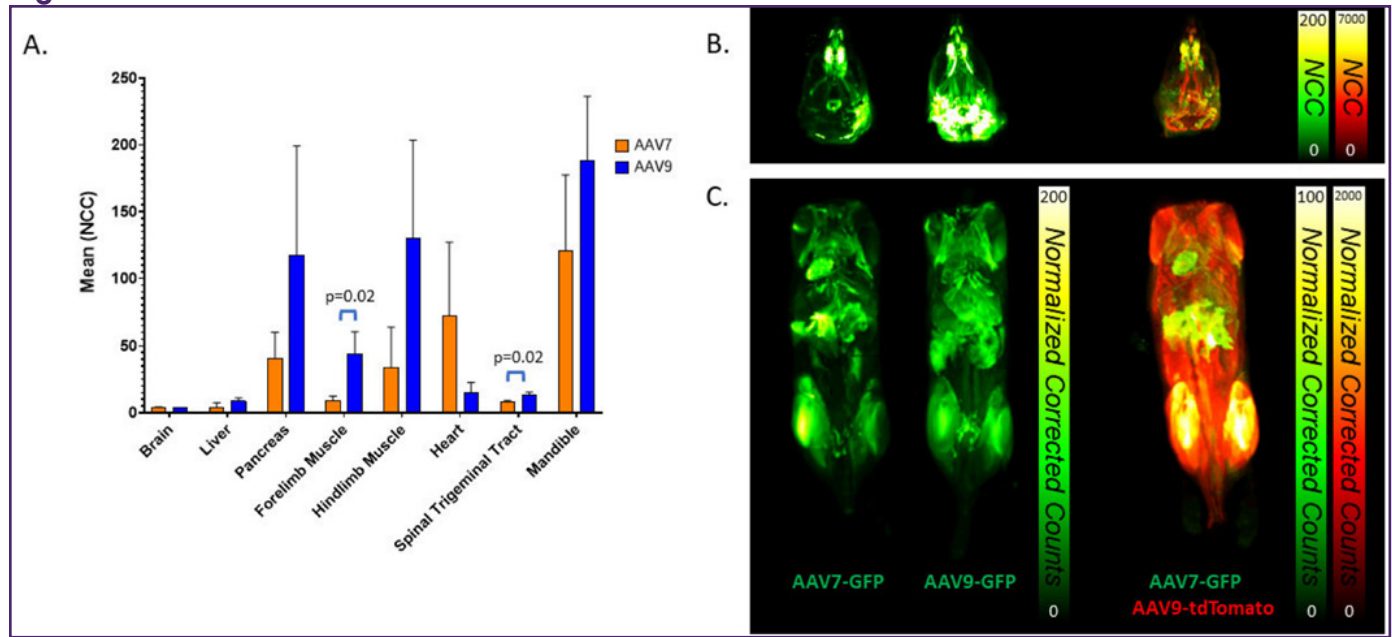 A.
250
200
150
100
50
0
Mean (NCC)
AAV7
AAV9
p=0.02
p=0.02
Brain
Liver
Pancreas
Forelimb Muscle
Hindlimb Muscle
Heart
Spinal Trigeminal Tract
Mandible
B.
200
NCC
0
7000
NCC
0
C.
200
Normalized Corrected Counts
0
100
Normalized Corrected Counts
0
2000
Normalized Corrected Counts
0
AAV7-GFP
AAV9-GFP
AAV7-GFP
AAV9-tdTomato